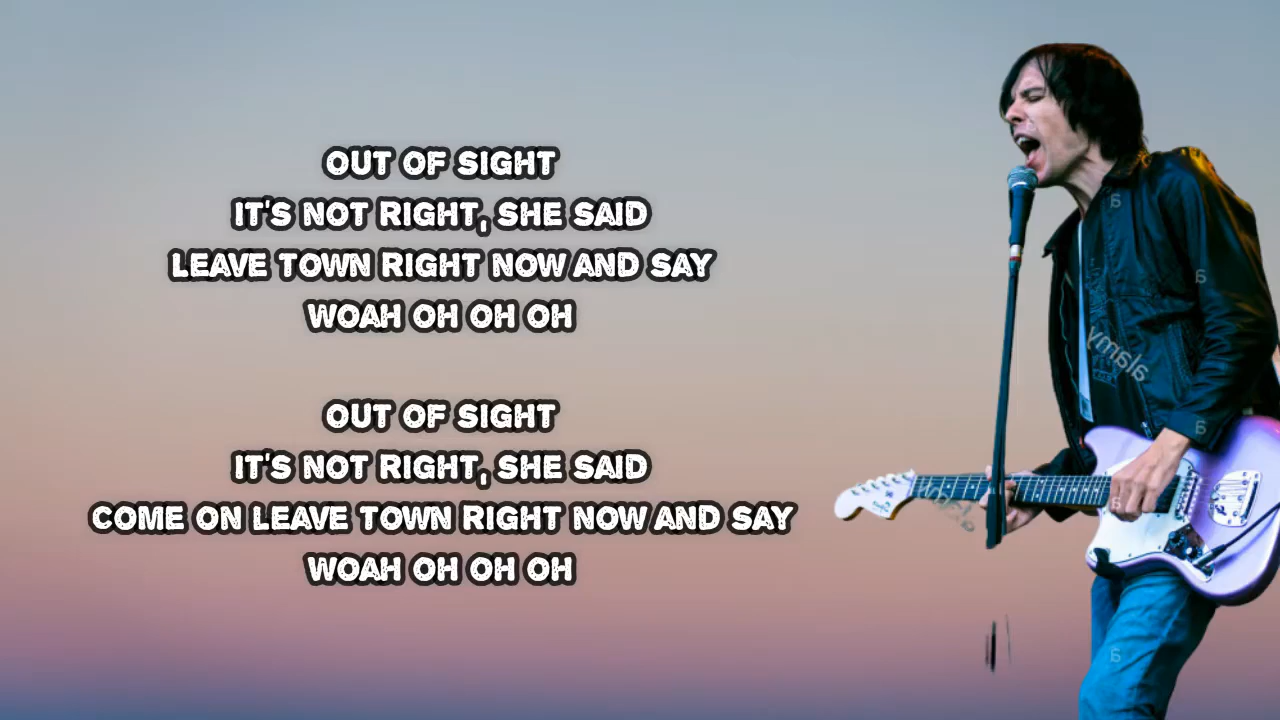 OUT OF SIGHT
IT'S NOT RIGHT, SHE SAID
LEAVE TOWN RIGHT NOW AND SAY
WOAH OH OH OH
OUT OF SIGHT
IT'S NOT RIGHT, SHE SAID
COME ON LEAVE TOWN RIGHT NOW AND SAY
WOAH OH OH OH
a
a
alamy
a
a
a